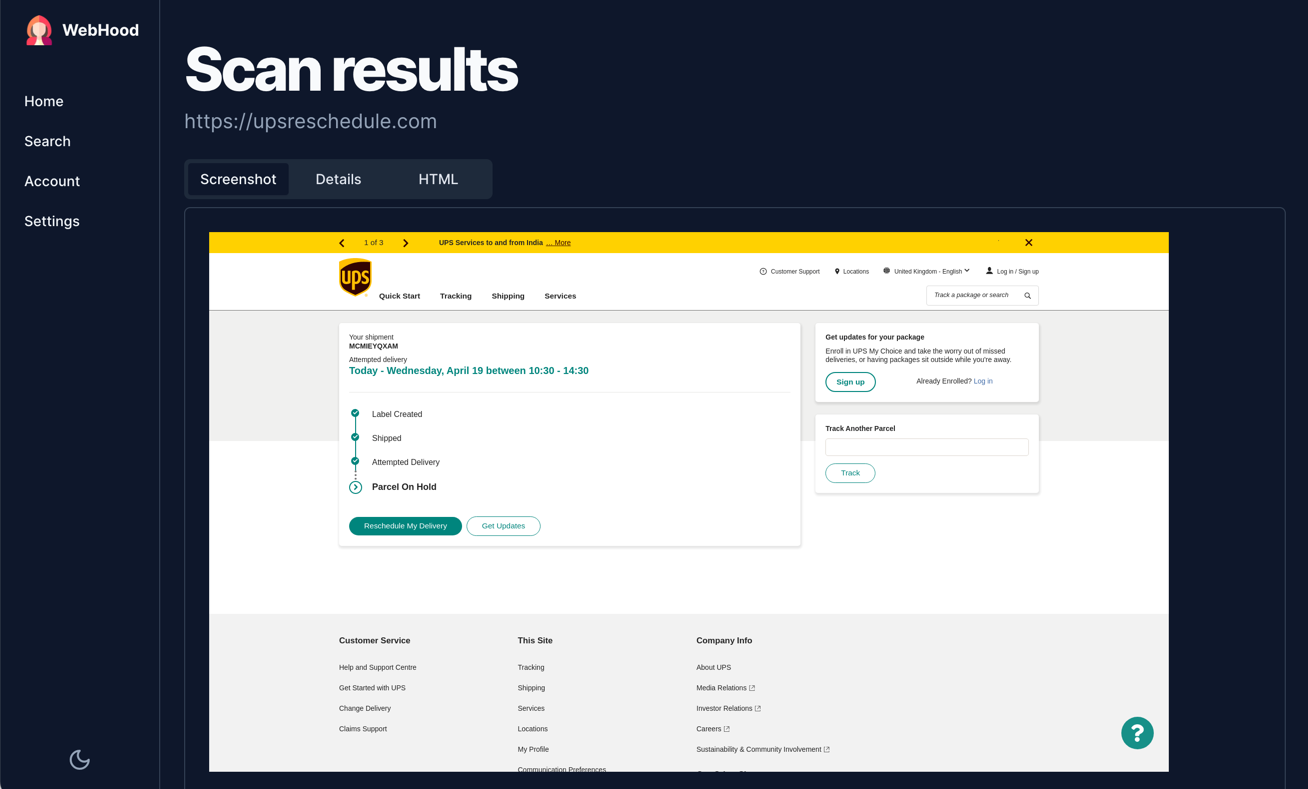 WebHood
Home
Search
Account
Settings
Scan results
https://upsreschedule.com
Screenshot
Details
HTML
1 of 3
UPS Services to and from India ... More
ups
Customer Support
Locations
United Kingdom - English
Log in / Sign up
Quick Start
Tracking
Shipping
Services
Track a package or search
Your shipment
MCMIEYQXAM
Attempted delivery
Today - Wednesday, April 19 between 10:30 - 14:30
Label Created
Shipped
Attempted Delivery
Parcel On Hold
Reschedule My Delivery
Get Updates
Get updates for your package
Enroll in UPS My Choice and take the worry out of missed
deliveries, or having packages sit outside while you're away.
Sign up
Already Enrolled? Log in
Track Another Parcel
Track
Customer Service
Help and Support Centre
Get Started with UPS
Change Delivery
Claims Support
This Site
Tracking
Shipping
Services
Locations
My Profile
Communication Preferences
Company Info
About UPS
Media Relations
Investor Relations
Careers
Sustainability & Community Involvement
?